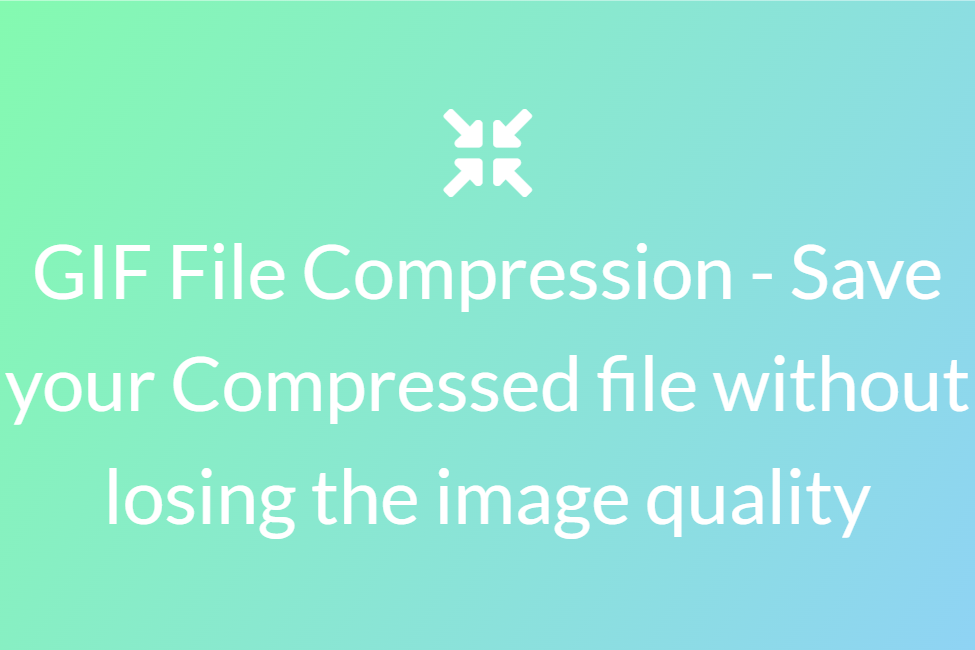 GIF File Compression - Save
your Compressed file without
losing the image quality